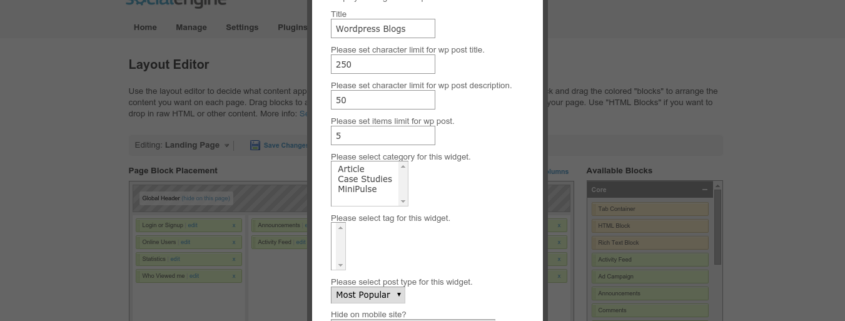 socialengine
Home Manage Settings Plugins
Layout Editor
Use the layout editor to decide what content app
content you want on each page. Drag blocks to a
drop in raw HTML or other content. More info:
k and drag the colored "blocks" to arrange the
your page. Use "HTML Blocks" if you want to
Editing: Landing Page
Save Changes
Page Block Placement
Available Blocks
Global Header (hide on this page)
Login or Signup - edit x
Online Users - edit x
Statistics - edit x
Who Viewed me - edit x
Announcements
Activity Feed - edit
Core
Tab Container
HTML Block
Rich Text Block
Activity Feed
Ad Campaign
Announcements
Comments
Title
Wordpress Blogs
Please set character limit for wp post title.
250
Please set character limit for wp post description.
50
Please set items limit for wp post.
5
Please select category for this widget.
Article
Case Studies
MiniPulse
Please select tag for this widget.
Please select post type for this widget.
Most Popular
Hide on mobile site?